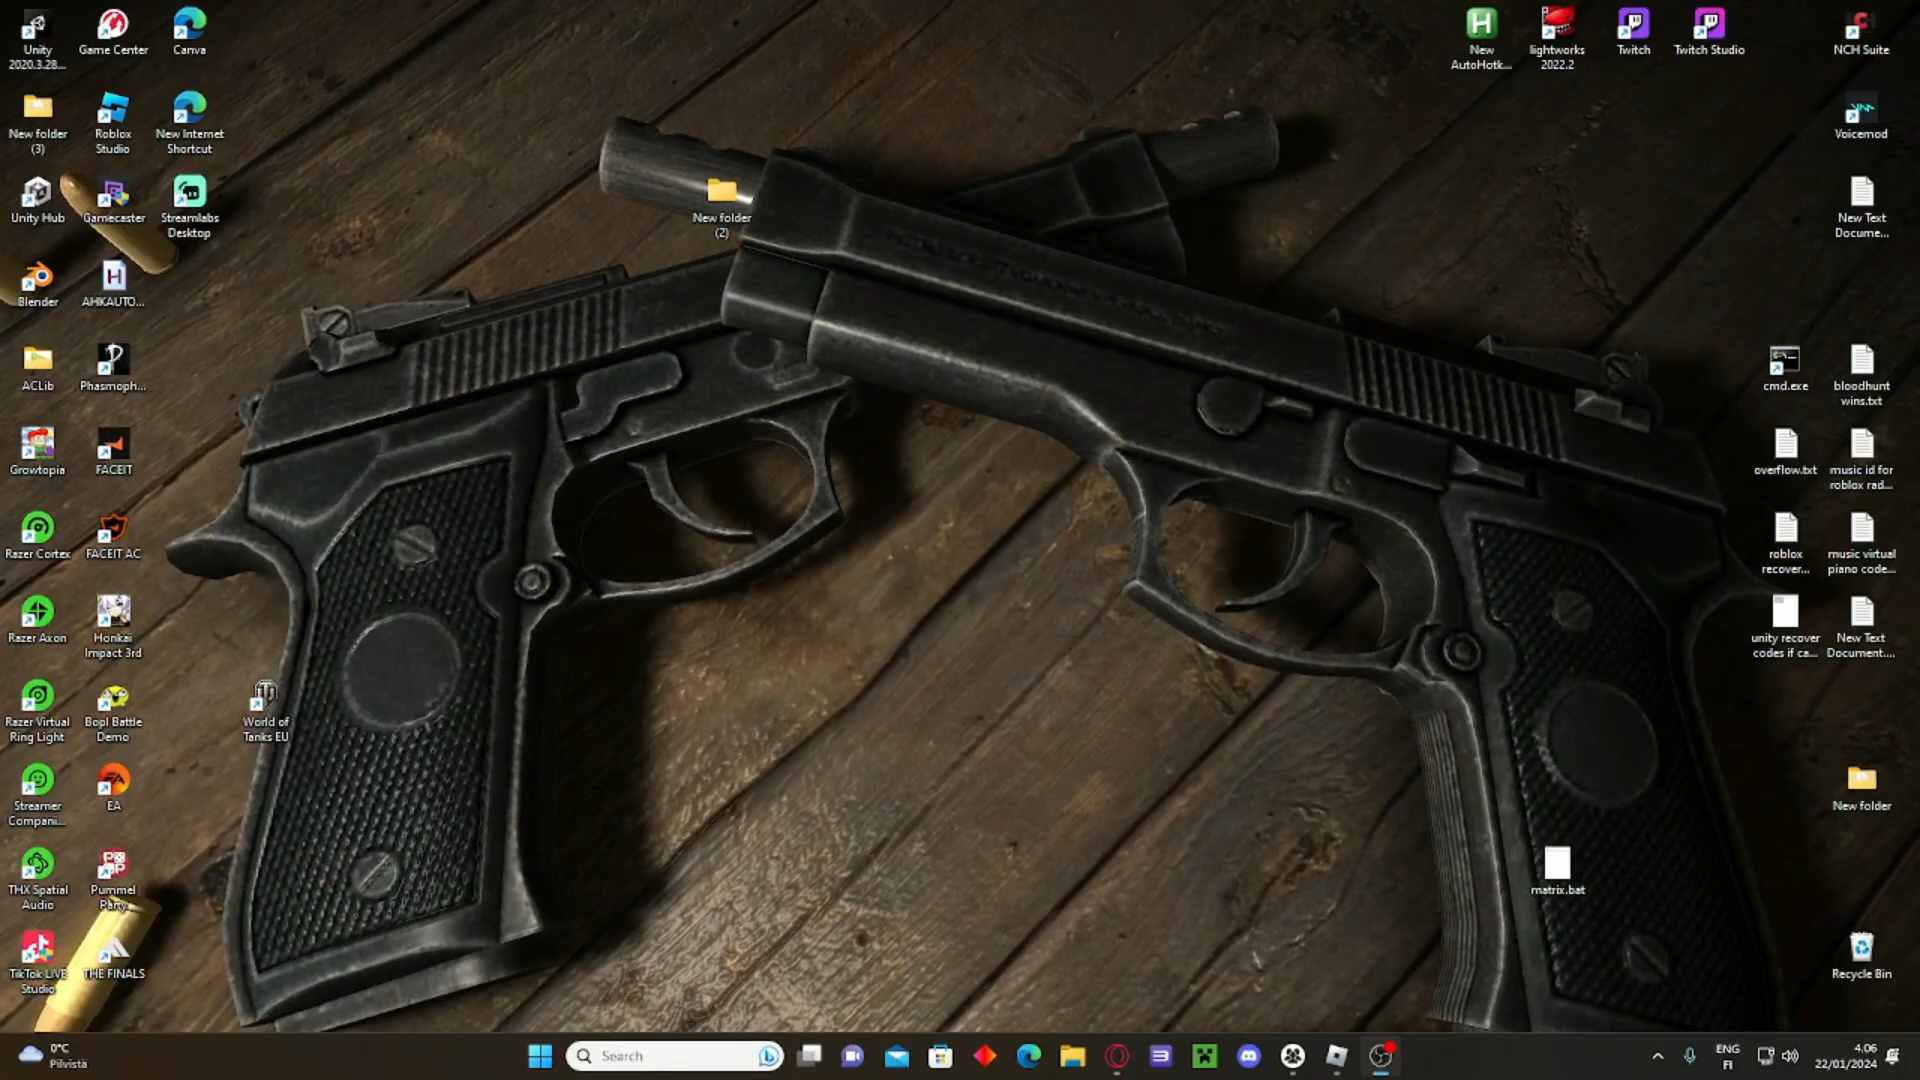 Unity
2020.3.28...
Game Center
Canva
New folder
(3)
Roblox
Studio
New Internet
Shortcut
Unity Hub
Gamecaster
Streamlabs
Desktop
Blender
AHKAUTO...
ACLib
Phasmoph...
Growtopia
FACEIT
Razer Cortex
FACEIT AC
Razer Axon
Honkai
Impact 3rd
Razer Virtual
Ring Light
Bopl Battle
Demo
World of
Tanks EU
Streamer
Compani...
EA
THX Spatial
Audio
Pummel
Party
TikTok LIVE
Studio
THE FINALS
New folder
(2)
New
AutoHotk...
lightworks
2022.2
Twitch
Twitch Studio
NCH Suite
Voicemod
New Text
Docume...
cmd.exe
bloodhunt
wins.txt
overflow.txt
music id for
roblox rad...
roblox
recover...
music virtual
piano code...
unity recover
codes if ca...
New Text
Document....
New folder
matrix.bat
Recycle Bin
0°C
Pilvistä
Search
ENG
FI
4.06
22/01/2024